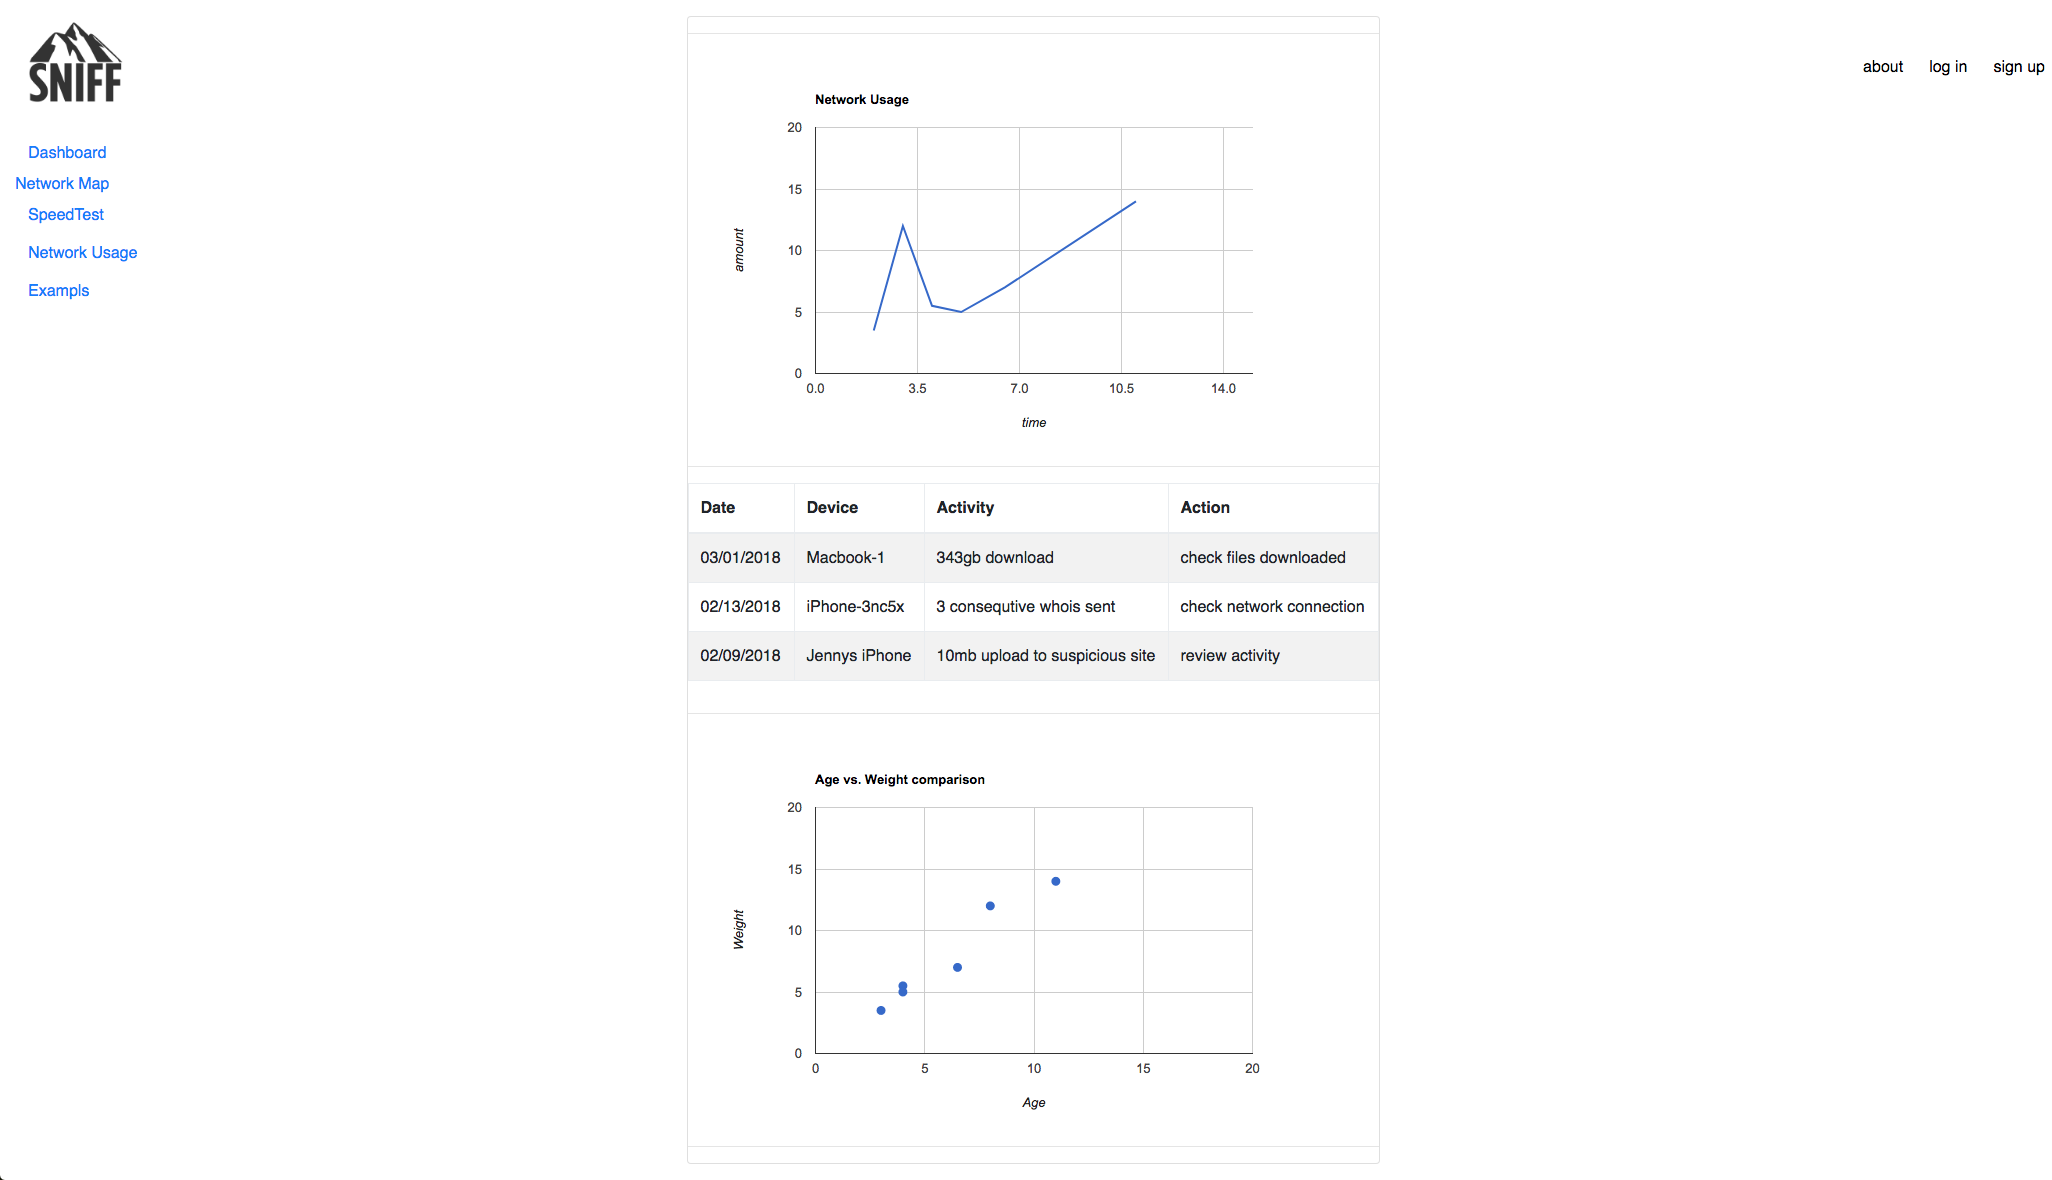 SNIFF
about log in sign up
Dashboard
Network Map
SpeedTest
Network Usage
Exampls
Network Usage
20
15
10
5
0
amount
0.0 3.5 7.0 10.5 14.0
time
Date Device Activity Action
03/01/2018 Macbook-1 343gb download check files downloaded
02/13/2018 iPhone-3nc5x 3 consequtive whois sent check network connection
02/09/2018 Jennys iPhone 10mb upload to suspicious site review activity
Age vs. Weight comparison
20
15
10
5
0
Weight
0 5 10 15 20
Age